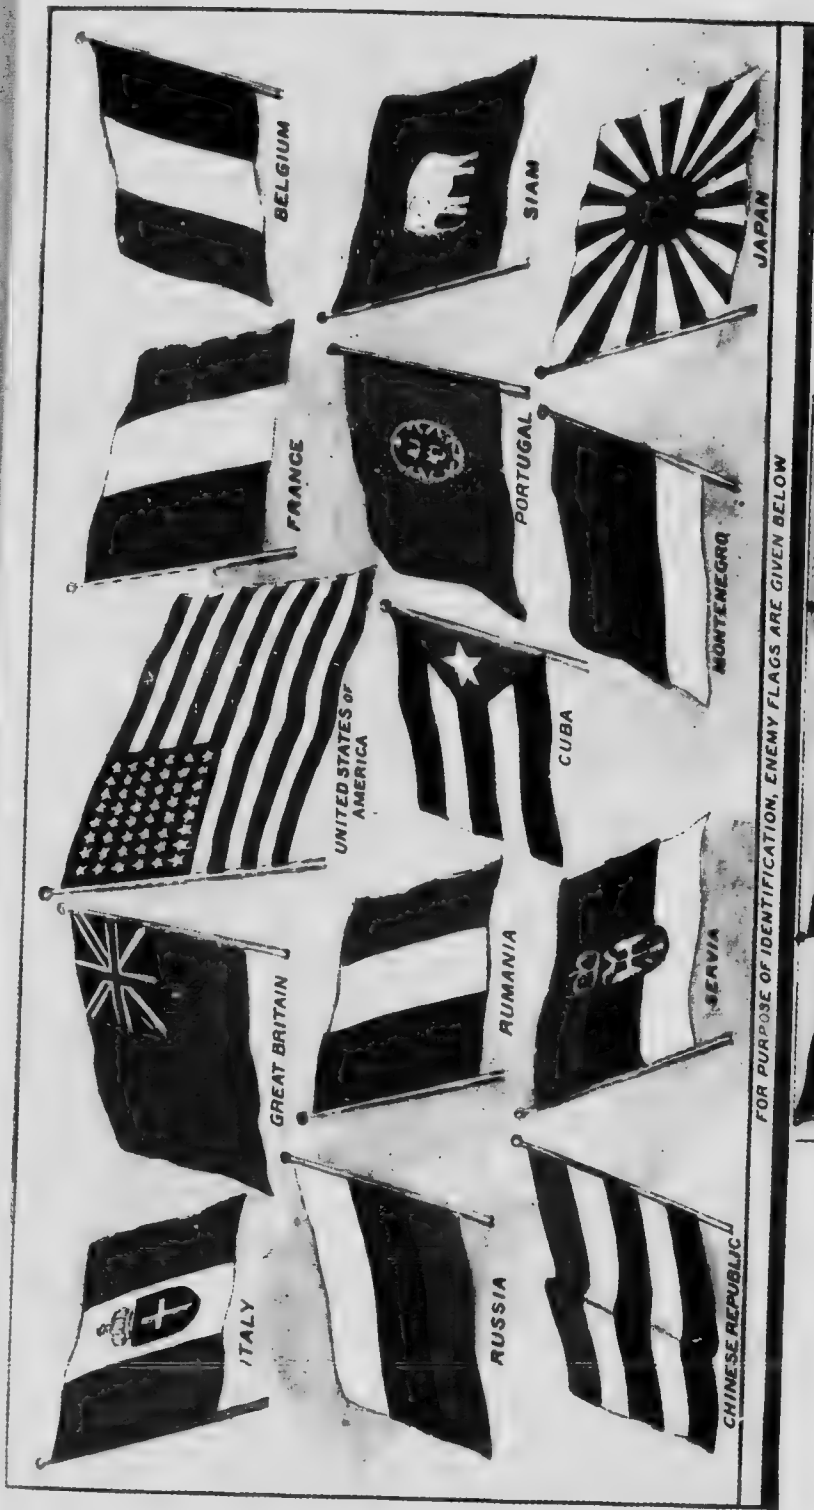 ITALY
GREAT BRITAIN
UNITED STATES OF
AMERICA
FRANCE
BELGIUM
RUSSIA
RUMANIA
CUBA
PORTUGAL
SIAM
CHINESE REPUBLIC
SERVIA
MONTENEGRO
JAPAN
FOR PURPOSE OF IDENTIFICATION, ENEMY FLAGS ARE GIVEN BELOW